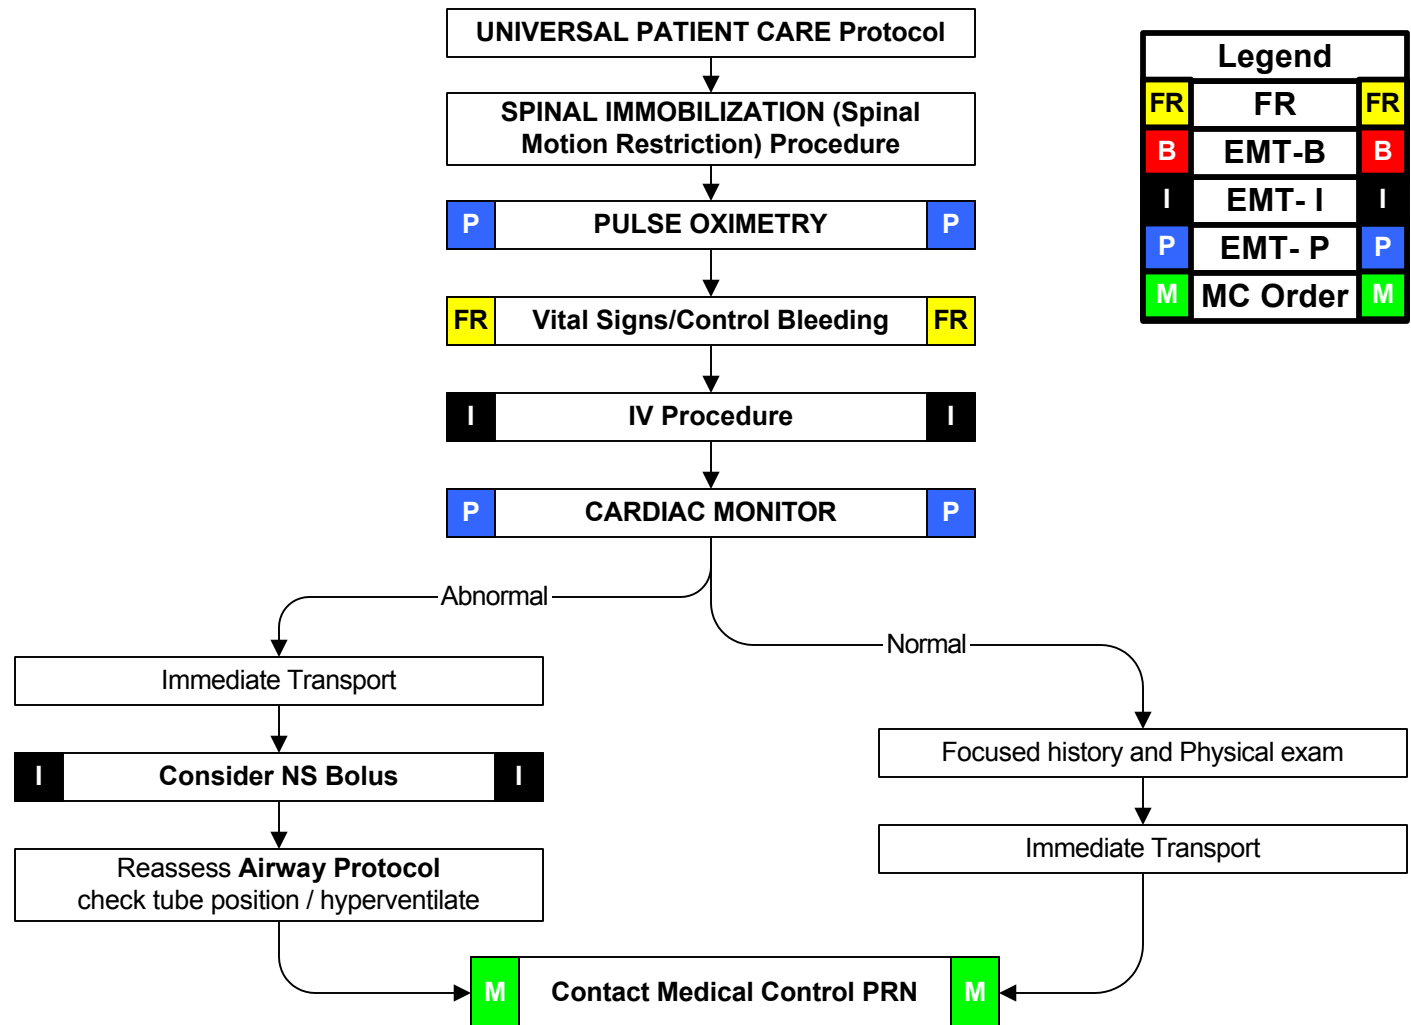 UNIVERSAL PATIENT CARE Protocol
SPINAL IMMOBILIZATION (Spinal
Motion Restriction) Procedure
P PULSE OXIMETRY P
FR Vital Signs/Control Bleeding FR
I IV Procedure I
P CARDIAC MONITOR P
Abnormal
Immediate Transport
I Consider NS Bolus I
Reassess Airway Protocol
check tube position / hyperventilate
Normal
Focused history and Physical exam
Immediate Transport
M Contact Medical Control PRN M
Legend
FR FR FR
B EMT-B B
I EMT- I I
P EMT- P P
M MC Order M